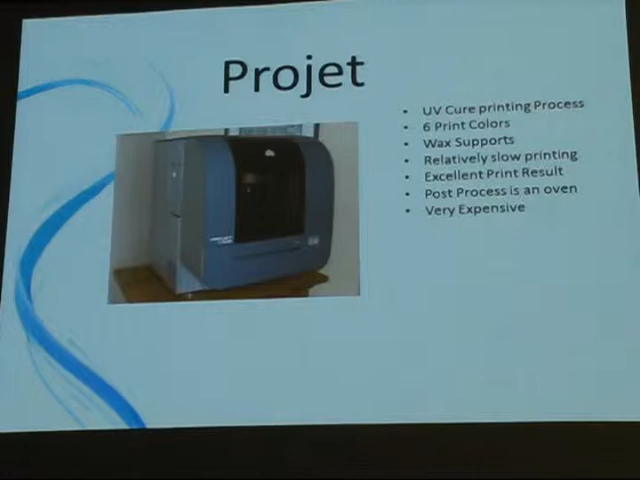 Projet
• UV Cure printing Process
• 6 Print Colors
• Wax Supports
• Relatively slow printing
• Excellent Print Result
• Post Process is an oven
• Very Expensive